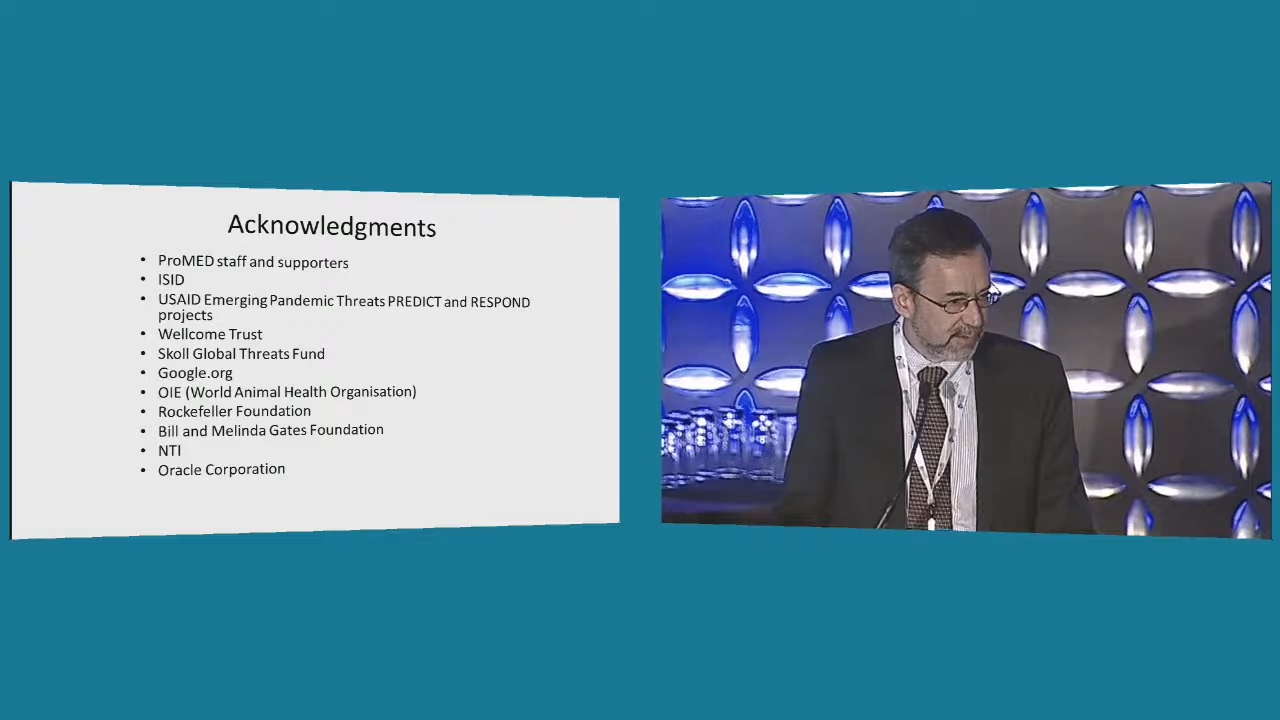 Acknowledgments
• ProMED staff and supporters
• ISID
• USAID Emerging Pandemic Threats PREDICT and RESPOND
projects
• Wellcome Trust
• Skoll Global Threats Fund
• Google.org
• OIE (World Animal Health Organisation)
• Rockefeller Foundation
• Bill and Melinda Gates Foundation
• NTI
• Oracle Corporation